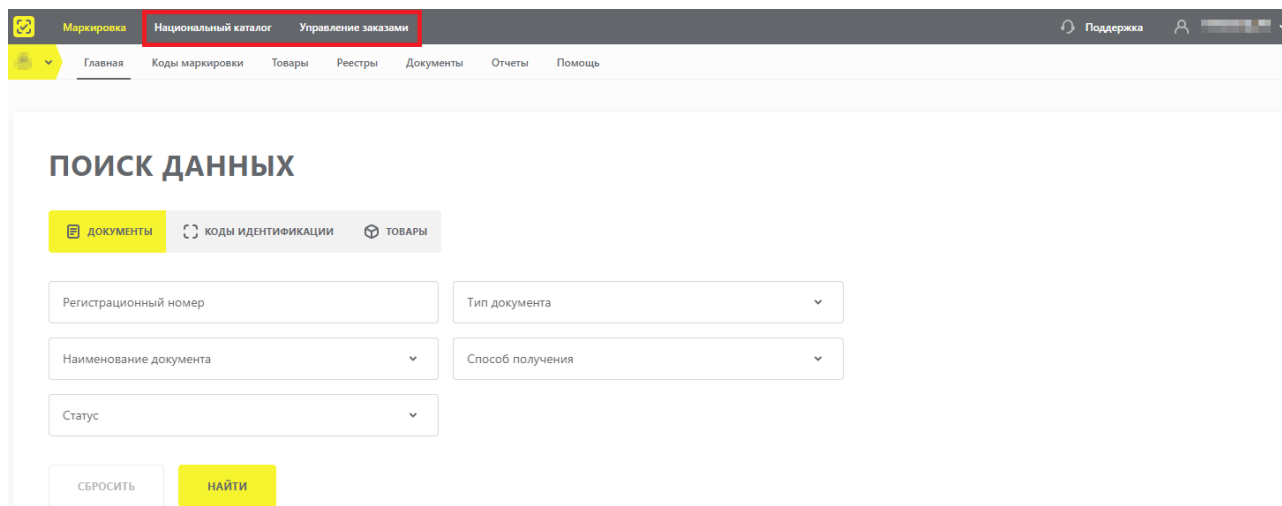 Маркировка Национальный каталог Управление заказами Поддержка
Главная Коды маркировки Товары Реестры Документы Отчеты Помощь
ПОИСК ДАННЫХ
ДОКУМЕНТЫ КОДЫ ИДЕНТИФИКАЦИИ ТОВАРЫ
Регистрационный номер Тип документа
Наименование документа Способ получения
Статус
СБРОСИТЬ НАЙТИ